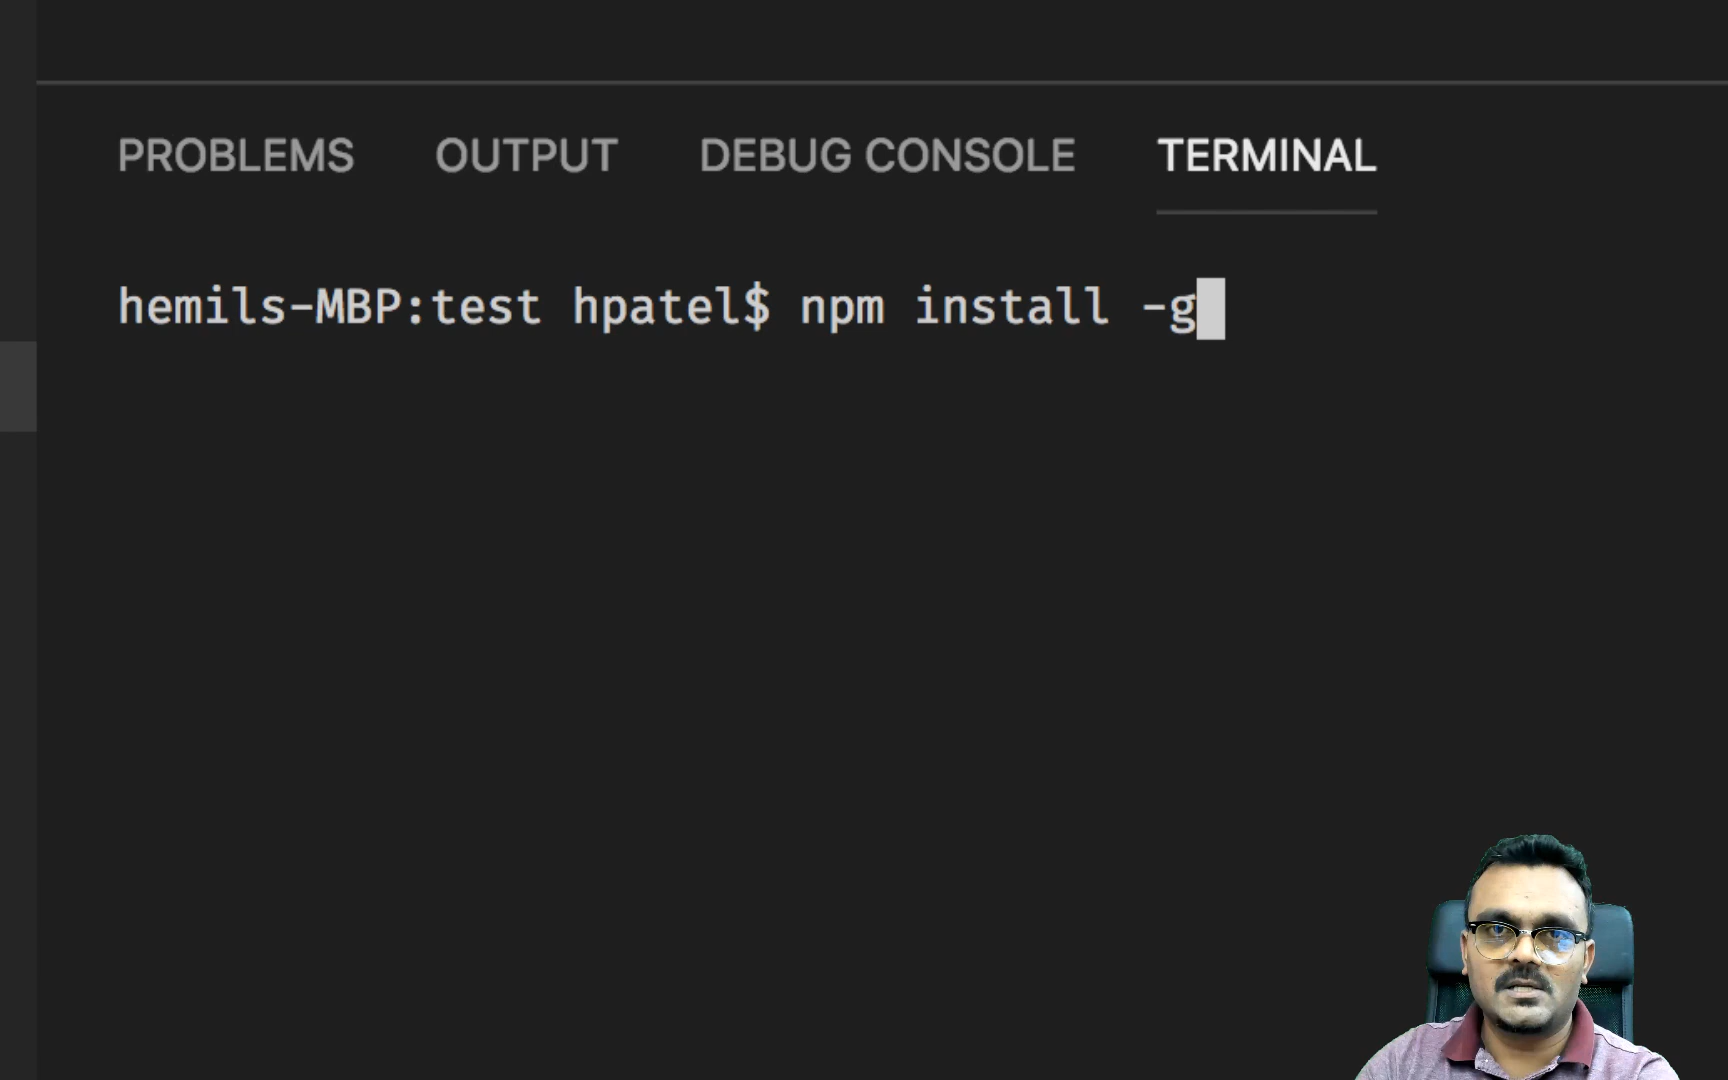 PROBLEMS OUTPUT DEBUG CONSOLE TERMINAL
hemils-MBP:test hpatel$ npm install -g